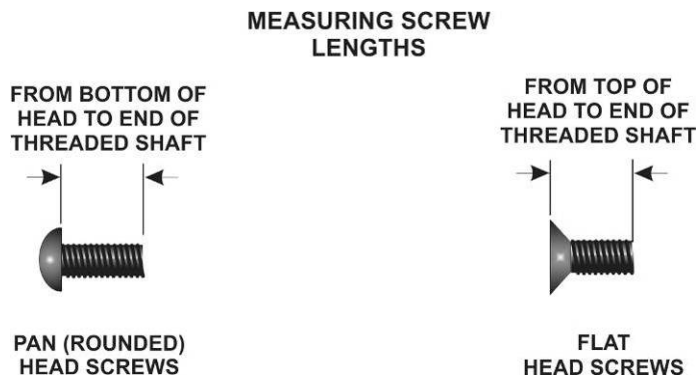 MEASURING SCREW
LENGTHS
FROM BOTTOM OF
HEAD TO END OF
THREADED SHAFT
FROM TOP OF
HEAD TO END OF
THREADED SHAFT
PAN (ROUNDED)
HEAD SCREWS
FLAT
HEAD SCREWS